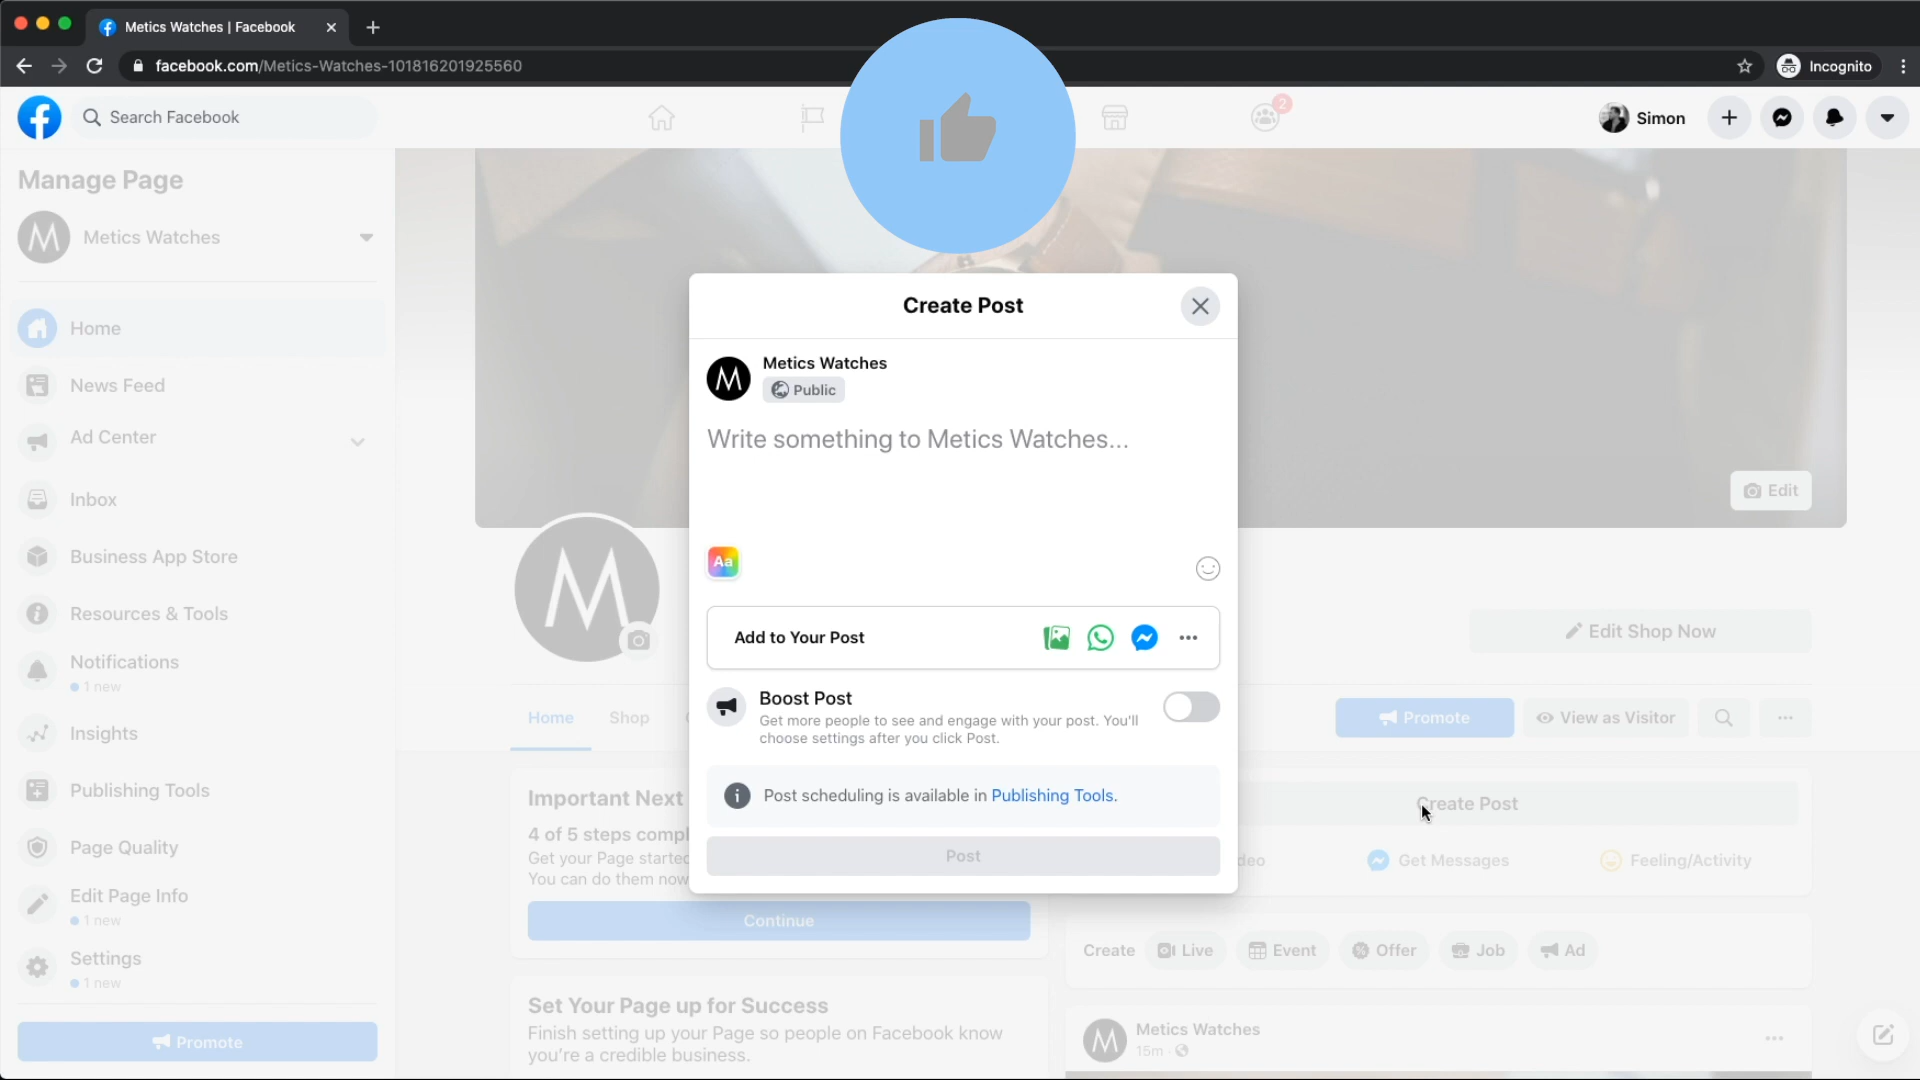 Metics Watches | Facebook
facebook.com/Metics-Watches-101816201925560
Incognito
Search Facebook
2
Simon
Manage Page
M
Metics Watches
Home
News Feed
Ad Center
Inbox
Business App Store
Resources & Tools
Notifications
1 new
Insights
Publishing Tools
Page Quality
Edit Page Info
1 new
Settings
1 new
Promote
Edit
M
Edit Shop Now
Home
Shop
Promote
View as Visitor
Important Next
4 of 5 steps compl
Get your Page started
You can do them now
Continue
Set Your Page up for Success
Finish setting up your Page so people on Facebook know
you're a credible business.
Create Post
M
Metics Watches
Public
Write something to Metics Watches...
Aa
Add to Your Post
Boost Post
Get more people to see and engage with your post. You'll
choose settings after you click Post.
Post scheduling is available in Publishing Tools.
Post
Create Post
deo
Get Messages
Feeling/Activity
Create
Live
Event
Offer
Job
Ad
M
Metics Watches
15m